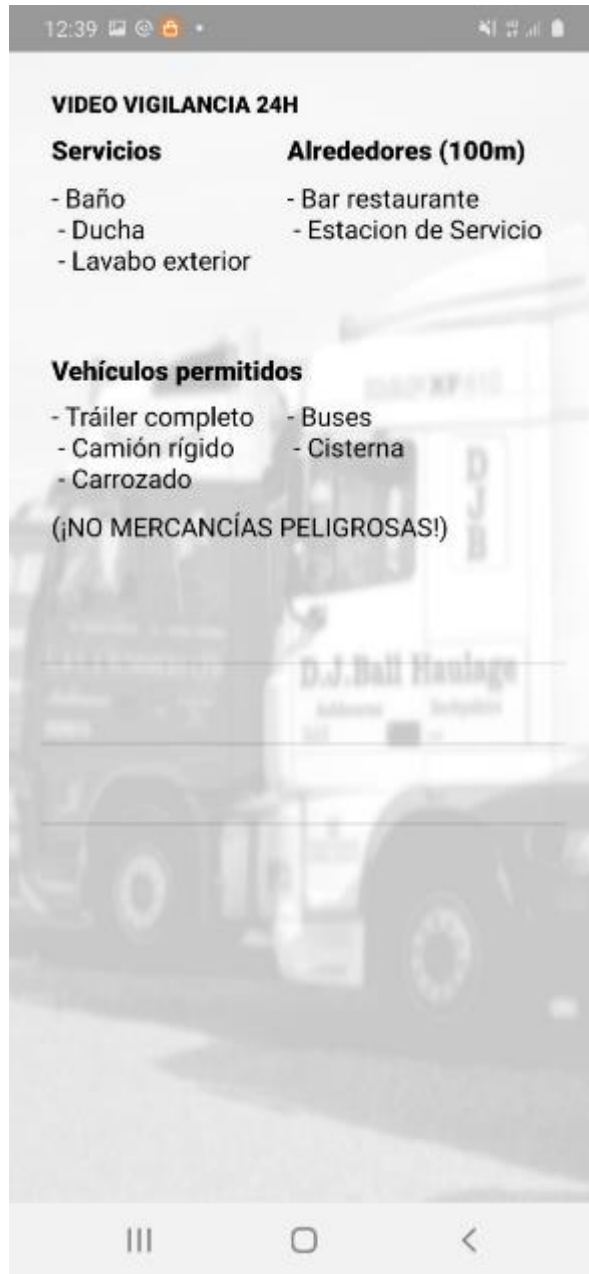 12:39
VIDEO VIGILANCIA 24H
Servicios
- Baño
- Ducha
- Lavabo exterior
Alrededores (100m)
- Bar restaurante
- Estacion de Servicio
Vehículos permitidos
- Tráiler completo
- Camión rígido
- Carrozado
- Buses
- Cisterna
(¡NO MERCANCÍAS PELIGROSAS!)
DJB
D.J.Ball Haulage